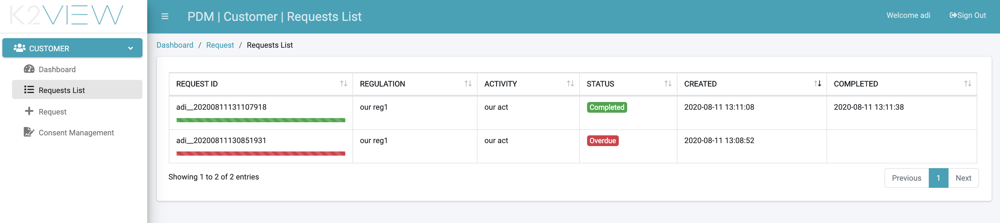 K2VIEW
PDM | Customer | Requests List
Welcome adi
Sign Out
CUSTOMER
Dashboard
Requests List
Request
Consent Management
Dashboard / Request / Requests List
REQUEST ID REGULATION ACTIVITY STATUS CREATED COMPLETED
adi__20200811131107918 our reg1 our act Completed 2020-08-11 13:11:08 2020-08-11 13:11:38
adi__20200811130851931 our reg1 our act Overdue 2020-08-11 13:08:52
Showing 1 to 2 of 2 entries
Previous 1 Next